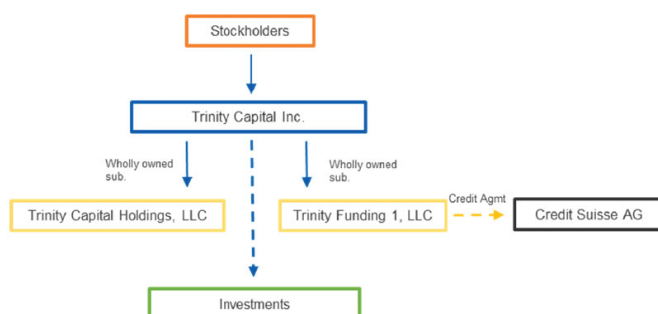 Stockholders
Trinity Capital Inc.
Wholly owned
sub.
Wholly owned
sub.
Credit Agmt
Trinity Capital Holdings, LLC
Trinity Funding 1, LLC
Credit Suisse AG
Investments